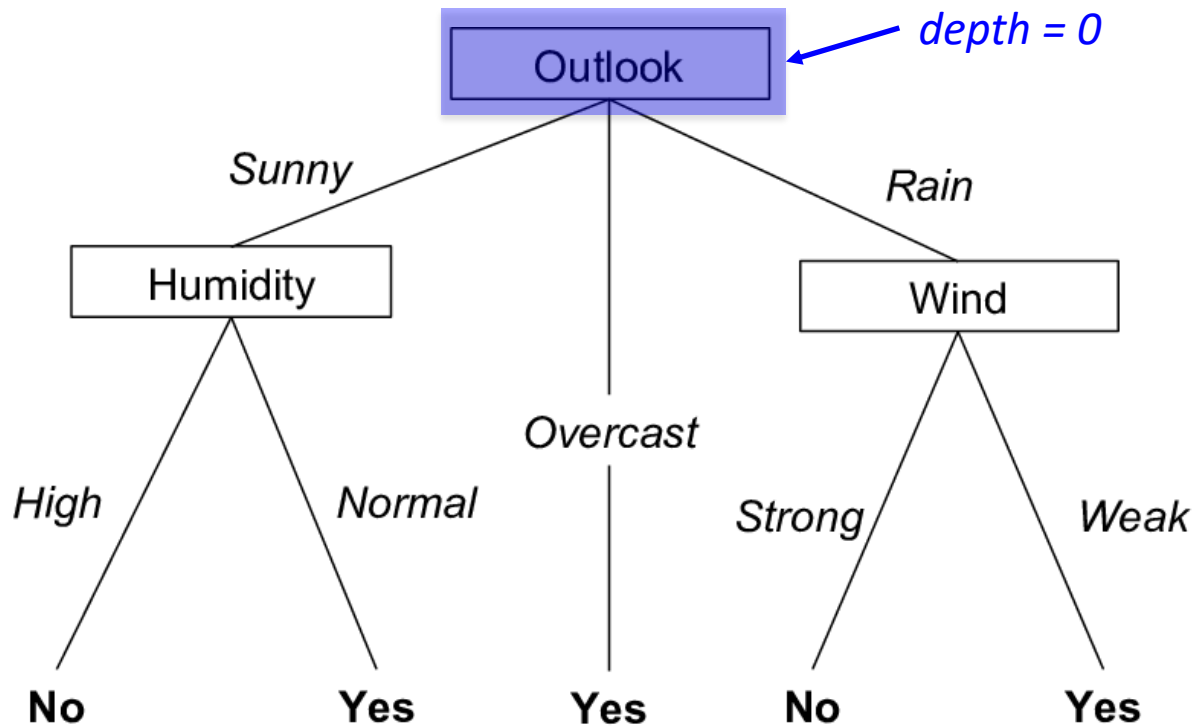 depth = 0
Outlook
Sunny
Rain
Humidity
Wind
Overcast
High
Normal
Strong
Weak
No
Yes
Yes
No
Yes